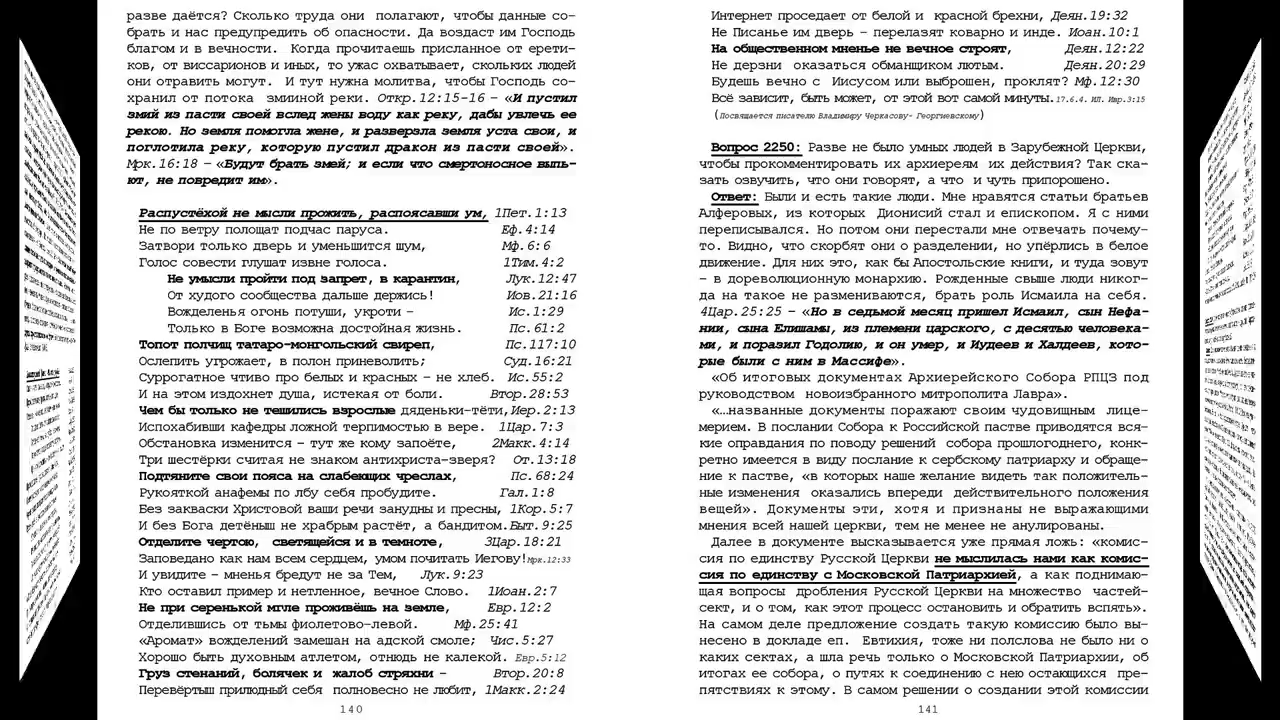 разве даётся? Сколько труда они полагают, чтобы данные со-
брать и нас предупредить об опасности. Да воздаст им Господь
благом и в вечности. Когда прочитаешь присланное от ерети-
ков, от виссарионов и иных, то ужас охватывает, скольких людей
они отравить могут. И тут нужна молитва, чтобы Господь со-
хранил от потока змииной реки. Откр.12:15-16 – «И пустил
змий из пасти своей вслед жены воду как реку, дабы увлечь ее
рекою. Но земля помогла жене, и разверзла земля уста свои, и
поглотила реку, которую пустил дракон из пасти своей».
Мрк.16:18 – «Будут брать змей; и если что смертоносное выпь-
ют, не повредит им».
Распустёхой не мысли прожить, распоясавши ум, 1Пет.1:13
Не по ветру полощат подчас паруса. Еф.4:14
Затвори только дверь и уменьшится шум, Мф.6:6
Голос совести глушат извне голоса. 1Тим.4:2
Не умысли пройти под запрет, в карантин, Лук.12:47
От худого сообщества дальше держись! Иов.21:16
Вожделенья огонь потуши, укроти – Ис.1:29
Только в Боге возможна достойная жизнь. Пс.61:2
Топот полчищ татаро-монгольский свиреп, Пс.117:10
Ослепить угрожает, в полон приневолить; Суд.16:21
Суррогатное чтиво про белых и красных – не хлеб. Ис.55:2
И на этом издохнет душа, истекая от боли. Втор.28:53
Чем бы только не тешились взрослые дяденьки-тёти, Иер.2:13
Испохабивши кафедры ложной терпимостью в вере. 1Цар.7:3
Обстановка изменится – тут же кому запоёте, 2Макк.4:14
Три шестёрки считая не знаком антихриста-зверя? От.13:18
Подтяните свои пояса на слабеющих чреслах, Пс.68:24
Рукояткой анафемы по лбу себя пробудите. Гал.1:8
Без закваски Христовой ваши речи занудны и пресны, 1Кор.5:7
И без Бога детёныш не храбрым растёт, а бандитом. Быт.9:25
Отделите чертою, светящейся и в темноте, 3Цар.18:21
Заповедано как нам всем сердцем, умом почитать Иегову! Мрк.12:33
И увидите – мненья бредут не за Тем, Лук.9:23
Кто оставил пример и нетленное, вечное Слово. 1Иоан.2:7
Не при серенькой мгле проживёшь на земле, Евр.12:2
Отделившись от тьмы фиолетово-левой. Мф.25:41
«Аромат» вожделений замешан на адской смоле; Чис.5:27
Хорошо быть духовным атлетом, отнюдь не калекой. Евр.5:12
Груз стенаний, болячек и жалоб стряхни – Втор.20:8
Перевёртыш прилюдный себя полновесно не любит, 1Макк.2:24
140
Интернет проседает от белой и красной брехни, Деян.19:32
Не Писанье им дверь – перелазят коварно и инде. Иоан.10:1
На общественном мненье не вечное строят, Деян.12:22
Не дерзни оказаться обманщиком лютым. Деян.20:29
Будешь вечно с Иисусом или выброшен, проклят? Мф.12:30
Всё зависит, быть может, от этой вот самой минуты. 17.6.4. ИЛ. Евр.3:15
(Посвящается писателю Владимиру Черкасову- Георгиевскому)
Вопрос 2250: Разве не было умных людей в Зарубежной Церкви,
чтобы прокомментировать их архиереям их действия? Так ска-
зать озвучить, что они говорят, а что и чуть припорошено.
Ответ: Были и есть такие люди. Мне нравятся статьи братьев
Алферовых, из которых Дионисий стал и епископом. Я с ними
переписывался. Но потом они перестали мне отвечать почему-
то. Видно, что скорбят они о разделении, но упёрлись в белое
движение. Для них это, как бы Апостольские книги, и туда зовут
– в дореволюционную монархию. Рожденные свыше люди никог-
да на такое не размениваются, брать роль Исмаила на себя.
4Цар.25:25 – «Но в седьмой месяц пришел Исмаил, сын Нефа-
нии, сына Елишамы, из племени царского, с десятью человека-
ми, и поразил Годолию, и он умер, и Иудеев и Халдеев, кото-
рые были с ним в Массифе».
«Об итоговых документах Архиерейского Собора РПЦЗ под
руководством новоизбранного митрополита Лавра».
«…названные документы поражают своим чудовищным лице-
мерием. В послании Собора к Российской пастве приводятся вся-
кие оправдания по поводу решений собора прошлогоднего, конк-
ретно имеется в виду послание к сербскому патриарху и обраще-
ние к пастве, «в которых наше желание видеть так положитель-
ные изменения оказались впереди действительного положения
вещей». Документы эти, хотя и признаны не выражающими
мнения всей нашей церкви, тем не менее не анулированы.
Далее в документе высказывается уже прямая ложь: «комис-
сия по единству Русской Церкви не мыслилась нами как комис-
сия по единству с Московской Патриархией, а как поднимаю-
щая вопросы дробления Русской Церкви на множество частей-
сект, и о том, как этот процесс остановить и обратить вспять».
На самом деле предложение создать такую комиссию было вы-
несено в докладе еп. Евтихия, тоже ни полслова не было ни о
каких сектах, а шла речь только о Московской Патриархии, об
итогах ее собора, о путях к соединению с нею остающихся пре-
пятствиях к этому. В самом решении о создании этой комиссии
141